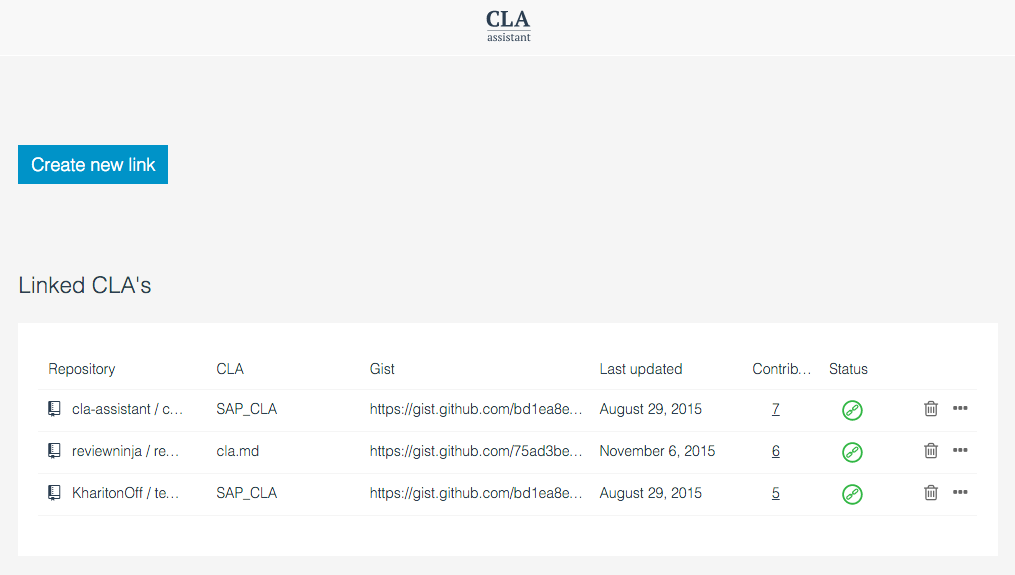 CLA
assistant
Create new link
Linked CLA's
Repository CLA Gist Last updated Contrib... Status
cla-assistant / c... SAP_CLA https://gist.github.com/bd1ea8e... August 29, 2015 7
reviewninja / re... cla.md https://gist.github.com/75ad3be... November 6, 2015 6
KharitonOff / te... SAP_CLA https://gist.github.com/bd1ea8e... August 29, 2015 5